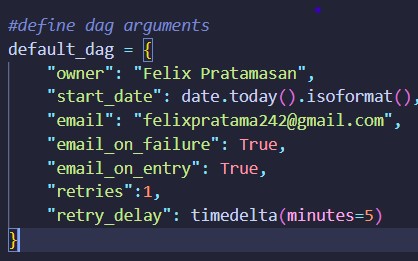 #define dag arguments
default_dag = {
    "owner": "Felix Pratamasan",
    "start_date": date.today().isoformat(),
    "email": "felixpratama242@gmail.com",
    "email_on_failure": True,
    "email_on_entry": True,
    "retries":1,
    "retry_delay": timedelta(minutes=5)
}